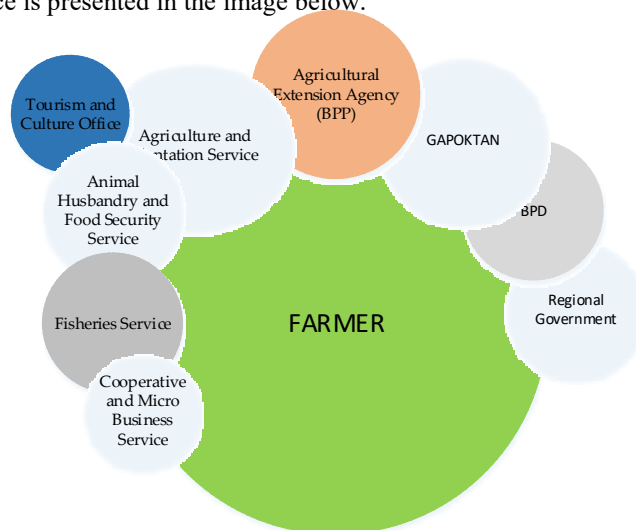 ce is presented in the image below.
Agricultural
Extension Agency
(BPP)
Tourism and
Culture Office
Agriculture and
ntation Service
GAPOKTAN
Animal
Husbandry and
Food Security
Service
BPD
Regional
Government
Fisheries Service
FARMER
Cooperative
and Micro
Business
Service